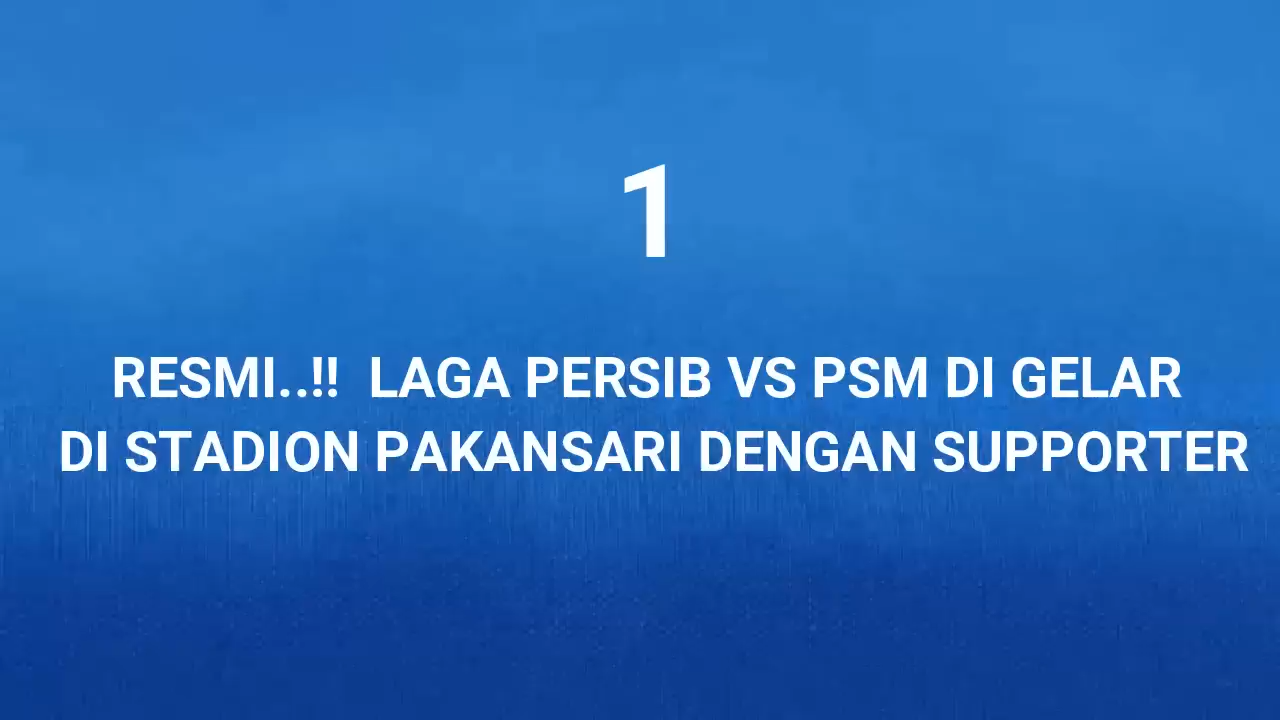 1
RESMI..!!  LAGA PERSIB VS PSM DI GELAR
DI STADION PAKANSARI DENGAN SUPPORTER